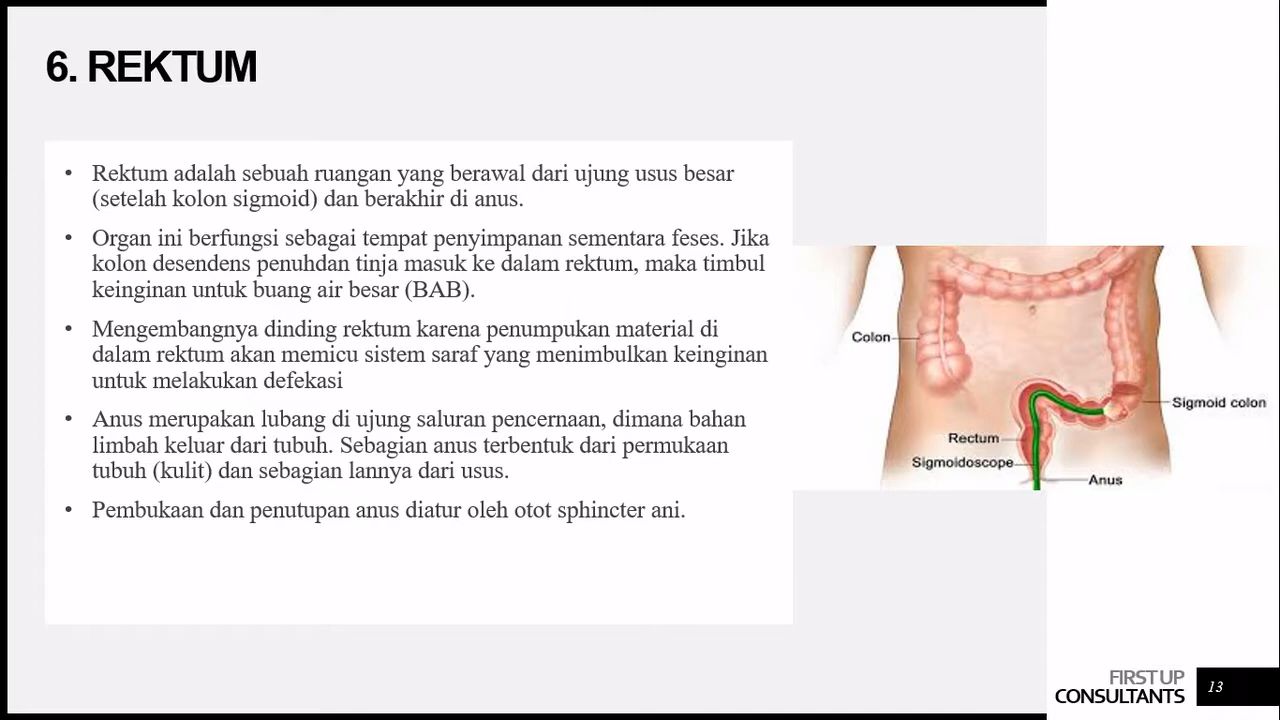 6. REKTUM
• Rektum adalah sebuah ruangan yang berawal dari ujung usus besar
(setelah kolon sigmoid) dan berakhir di anus.
• Organ ini berfungsi sebagai tempat penyimpanan sementara feses. Jika
kolon desendens penuhdan tinja masuk ke dalam rektum, maka timbul
keinginan untuk buang air besar (BAB).
• Mengembangnya dinding rektum karena penumpukan material di
dalam rektum akan memicu sistem saraf yang menimbulkan keinginan
untuk melakukan defekasi
• Anus merupakan lubang di ujung saluran pencernaan, dimana bahan
limbah keluar dari tubuh. Sebagian anus terbentuk dari permukaan
tubuh (kulit) dan sebagian lannya dari usus.
• Pembukaan dan penutupan anus diatur oleh otot sphincter ani.
Colon
Sigmoid colon
Rectum
Sigmoidoscope
Anus
FIRST UP
CONSULTANTS
13